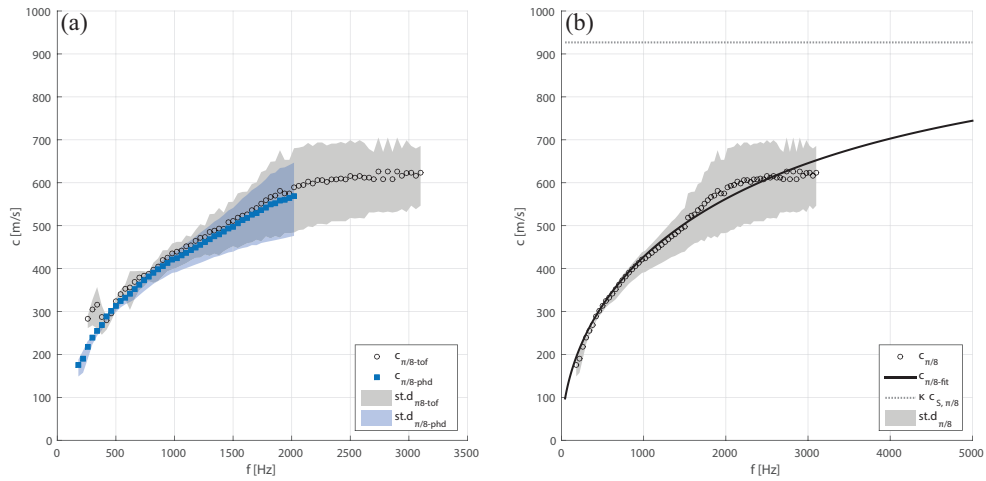 (a)
1000
900
800
700
600
500
400
300
200
100
0
c [m/s]
0 500 1000 1500 2000 2500 3000 3500
f [Hz]
c π/8-tof
c π/8-phd
st.d π/8-tof
st.d π/8-phd
(b)
1000
900
800
700
600
500
400
300
200
100
0
c [m/s]
0 1000 2000 3000 4000 5000
f [Hz]
c π/8
c π/8-fit
κ c S, π/8
st.d π/8